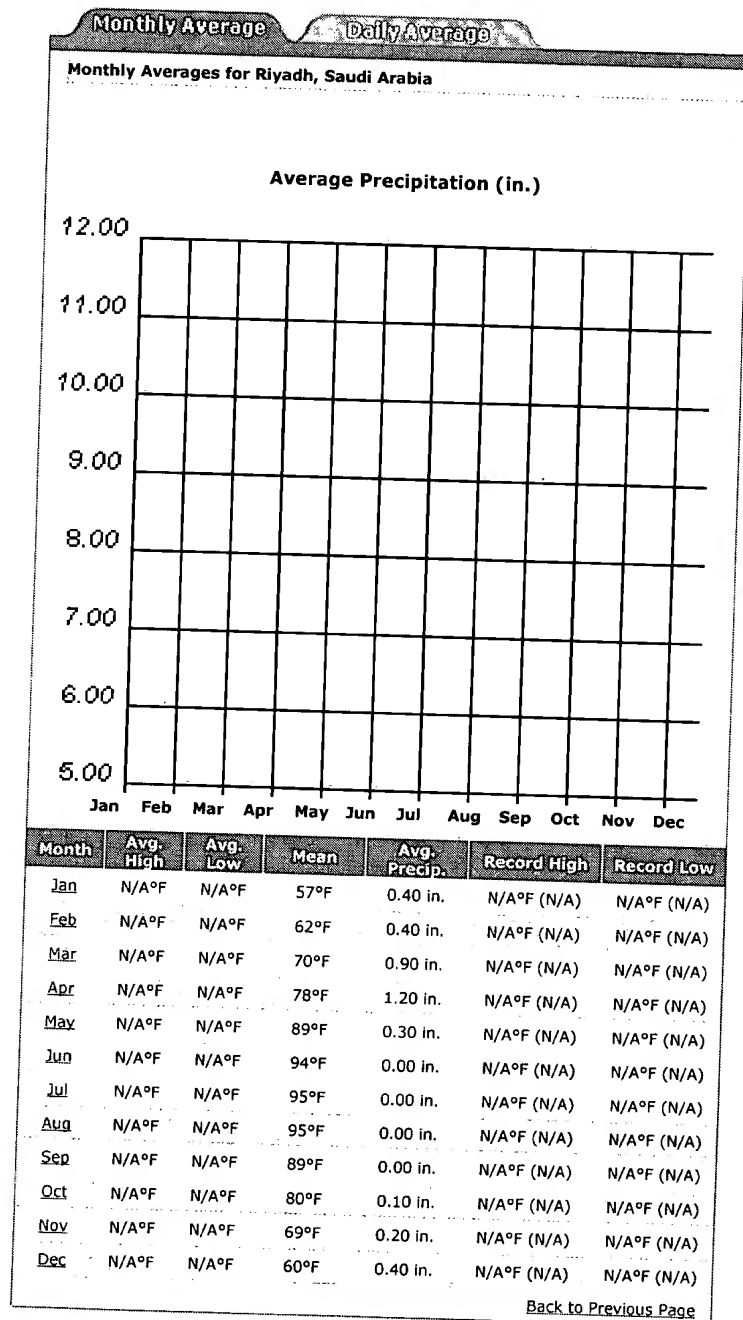 Monthly Average Daily Average
Monthly Averages for Riyadh, Saudi Arabia
Average Precipitation (in.)
12.00
11.00
10.00
9.00
8.00
7.00
6.00
5.00
Jan Feb Mar Apr May Jun Jul Aug Sep Oct Nov Dec
Month Avg. High Avg. Low Mean Avg. Precip. Record High Record Low
Jan N/A°F N/A°F 57°F 0.40 in. N/A°F (N/A) N/A°F (N/A)
Feb N/A°F N/A°F 62°F 0.40 in. N/A°F (N/A) N/A°F (N/A)
Mar N/A°F N/A°F 70°F 0.90 in. N/A°F (N/A) N/A°F (N/A)
Apr N/A°F N/A°F 78°F 1.20 in. N/A°F (N/A) N/A°F (N/A)
May N/A°F N/A°F 89°F 0.30 in. N/A°F (N/A) N/A°F (N/A)
Jun N/A°F N/A°F 94°F 0.00 in. N/A°F (N/A) N/A°F (N/A)
Jul N/A°F N/A°F 95°F 0.00 in. N/A°F (N/A) N/A°F (N/A)
Aug N/A°F N/A°F 95°F 0.00 in. N/A°F (N/A) N/A°F (N/A)
Sep N/A°F N/A°F 89°F 0.00 in. N/A°F (N/A) N/A°F (N/A)
Oct N/A°F N/A°F 80°F 0.10 in. N/A°F (N/A) N/A°F (N/A)
Nov N/A°F N/A°F 69°F 0.20 in. N/A°F (N/A) N/A°F (N/A)
Dec N/A°F N/A°F 60°F 0.40 in. N/A°F (N/A) N/A°F (N/A)
Back to Previous Page